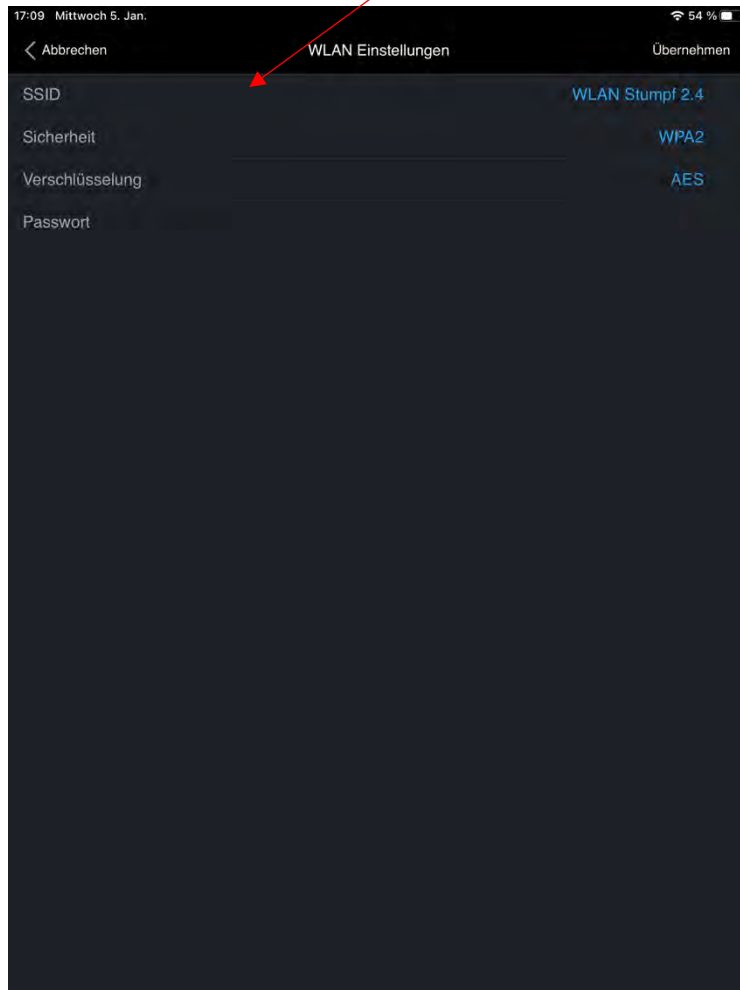 17:09 Mittwoch 5. Jan. 54 %
Abbrechen WLAN Einstellungen Übernehmen
SSID WLAN Stumpf 2.4
Sicherheit WPA2
Verschlüsselung AES
Passwort